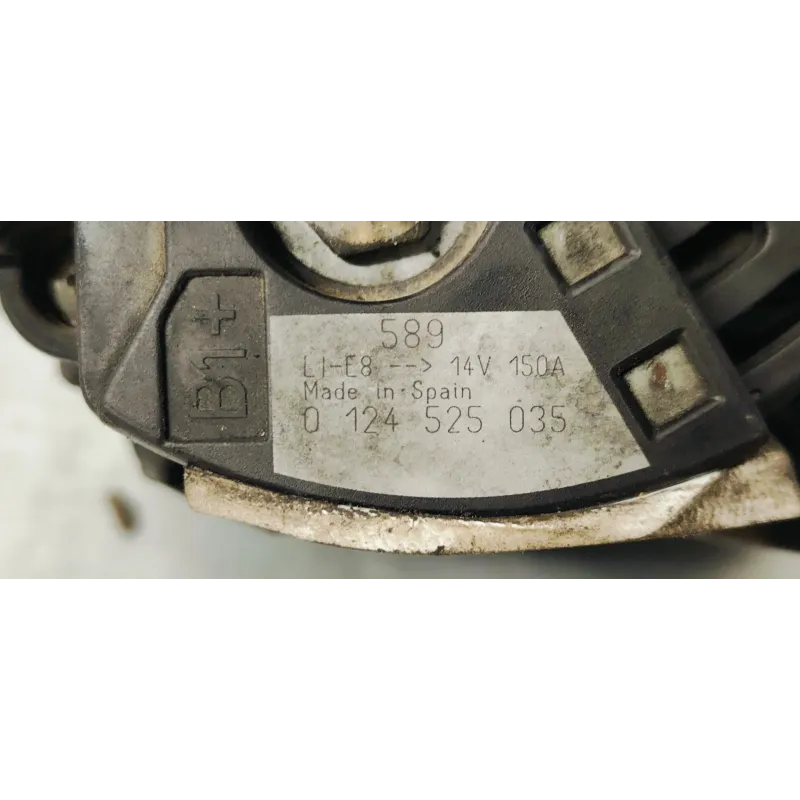 B1+
589
LI-E8 --> 14V 150A
Made in Spain
0 124 525 035